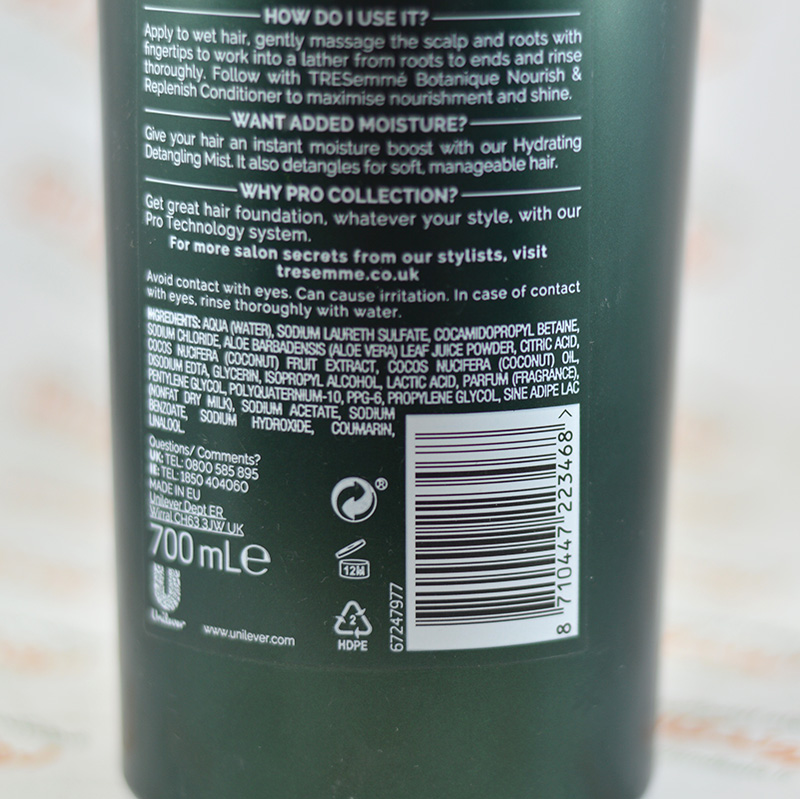 HOW DO I USE IT?
Apply to wet hair, gently massage the scalp and roots with
fingertips to work into a lather from roots to ends and rinse
thoroughly. Follow with TRESemmé Botanique Nourish &
Replenish Conditioner to maximise nourishment and shine.
WANT ADDED MOISTURE?
Give your hair an instant moisture boost with our Hydrating
Detangling Mist. It also detangles for soft, manageable hair.
WHY PRO COLLECTION?
Get great hair foundation, whatever your style, with our
Pro Technology system.
For more salon secrets from our stylists, visit
tresemme.co.uk
Avoid contact with eyes. Can cause irritation. In case of contact
with eyes, rinse thoroughly with water.
INGREDIENTS: AQUA (WATER), SODIUM LAURETH SULFATE, COCAMIDOPROPYL BETAINE,
SODIUM CHLORIDE, ALOE BARBADENSIS (ALOE VERA) LEAF JUICE POWDER, CITRIC ACID,
COCOS NUCIFERA (COCONUT) FRUIT EXTRACT, COCOS NUCIFERA (COCONUT) OIL,
DISODIUM EDTA, GLYCERIN, ISOPROPYL ALCOHOL, LACTIC ACID, PARFUM (FRAGRANCE),
PENTYLENE GLYCOL, POLYQUATERNIUM-10, PPG-6, PROPYLENE GLYCOL, SINE ADIPE LAC
(NONFAT DRY MILK), SODIUM ACETATE, SODIUM
BENZOATE, SODIUM HYDROXIDE, COUMARIN,
LINALOOL.
Questions/ Comments?
UK: TEL: 0800 585 895
IE: TEL: 1850 404060
MADE IN EU
Unilever Dept ER,
Wirral CH63 3JW UK
700 mL e
Unilever
www.unilever.com
®
12M
2
HDPE
67247977
8 710447 223468 >